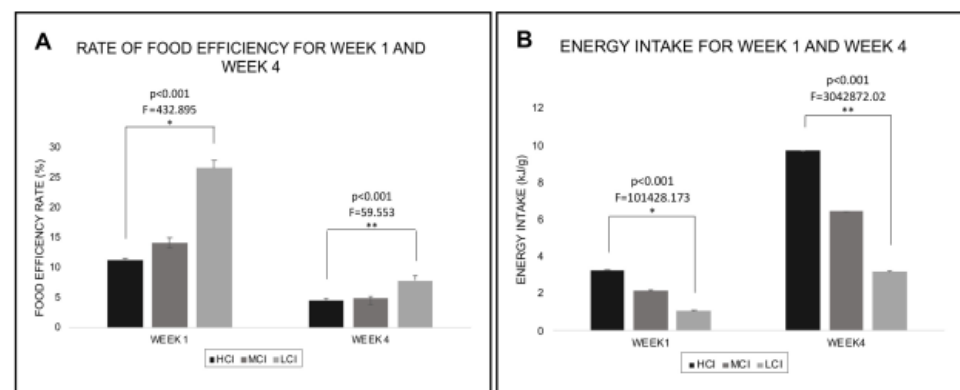 A
RATE OF FOOD EFFICIENCY FOR WEEK 1 AND
WEEK 4
p<0.001
F=432.895
*
p<0.001
F=59.553
**
FOOD EFFICIENCY RATE (%)
30
25
20
15
10
5
0
WEEK 1
WEEK 4
HCI MCI LCI
B
ENERGY INTAKE FOR WEEK 1 AND WEEK 4
p<0.001
F=3042872.02
**
p<0.001
F=101428.173
*
ENERGY INTAKE (kJ/g)
12
10
8
6
4
2
0
WEEK1
WEEK4
HCI MCI LCI